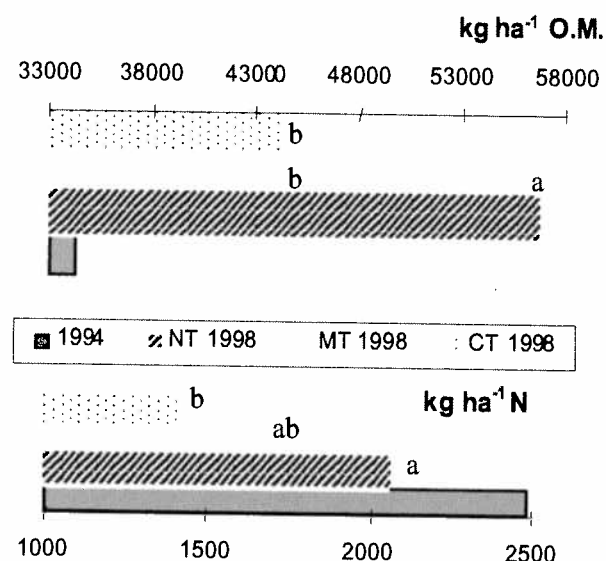 kg ha-1 O.M.
33000 38000 43000 48000 53000 58000
b
b a
1994 NT 1998 MT 1998 CT 1998
b kg ha-1 N
ab
a
1000 1500 2000 2500